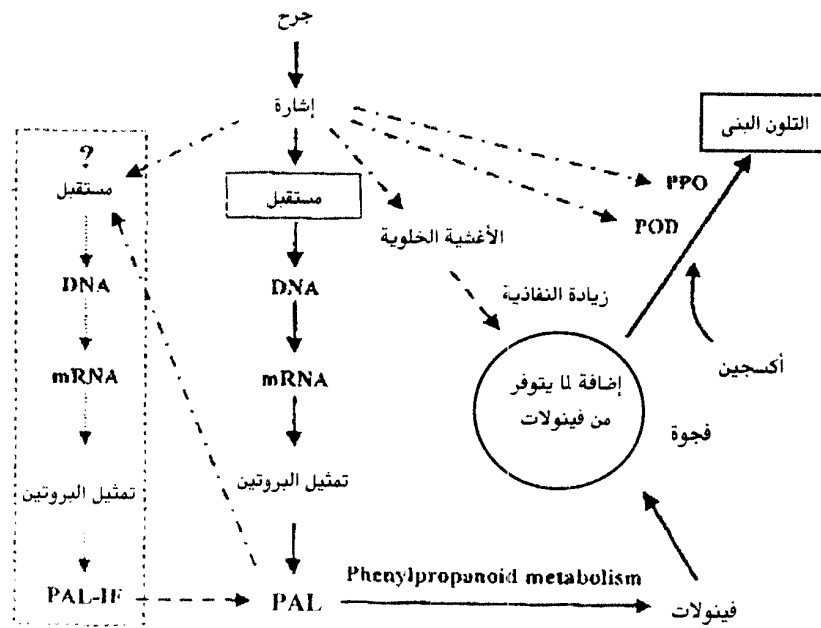 جرح
إشارة
التلون البنى
?
مستقبل
مستقبل
PPO
POD
الأغشية الخلوية
DNA
DNA
زيادة النفاذية
أكسجين
mRNA
mRNA
إضافة لما يتوفر
من فينولات
فجوة
تمثيل البروتين
تمثيل البروتين
Phenylpropanoid metabolism
PAL-IF
PAL
فينولات